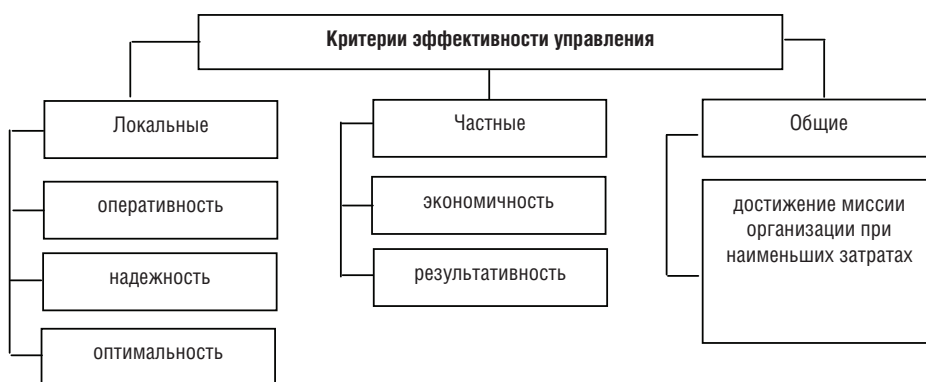 Критерии эффективности управления
Локальные
оперативность
надежность
оптимальность
Частные
экономичность
результативность
Общие
достижение миссии
организации при
наименьших затратах